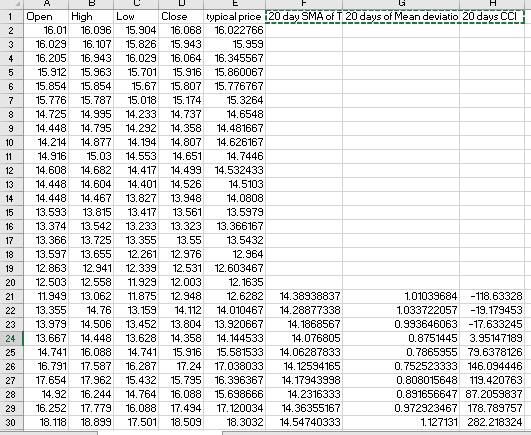 A B C D E F G H
1 Open High Low Close typical price 20 day SMA of T 20 days of Mean deviatio 20 days CCI
2 16.01 16.096 15.904 16.068 16.022766
3 16.029 16.107 15.826 15.943 15.959
4 16.205 16.943 16.029 16.064 16.345567
5 15.912 15.963 15.701 15.916 15.860067
6 15.854 15.854 15.67 15.807 15.776767
7 15.776 15.787 15.018 15.174 15.3264
8 14.725 14.995 14.233 14.737 14.6548
9 14.448 14.795 14.292 14.358 14.481667
10 14.214 14.877 14.194 14.807 14.626167
11 14.916 15.03 14.553 14.651 14.7446
12 14.608 14.682 14.417 14.499 14.532433
13 14.448 14.604 14.401 14.526 14.5103
14 14.448 14.467 13.827 13.948 14.0808
15 13.593 13.815 13.417 13.561 13.5979
16 13.374 13.542 13.233 13.323 13.366167
17 13.366 13.725 13.355 13.55 13.5432
18 13.597 13.655 12.261 12.976 12.964
19 12.863 12.941 12.339 12.531 12.603467
20 12.503 12.558 11.929 12.003 12.1635
21 11.949 13.062 11.875 12.948 12.6282 14.38938837 1.01039684 -118.63328
22 13.355 14.76 13.159 14.112 14.010467 14.28877338 1.033722057 -19.179453
23 13.979 14.506 13.452 13.804 13.920667 14.1868567 0.993646063 -17.633245
24 13.667 14.448 13.628 14.358 14.144533 14.076805 0.8751445 3.95147189
25 14.741 16.088 14.741 15.916 15.581533 14.06287833 0.7865955 79.6378126
26 16.791 17.587 16.287 17.24 17.038033 14.12594165 0.752523333 146.094446
27 17.654 17.962 15.432 15.795 16.396367 14.17943998 0.808015648 119.420763
28 14.92 16.244 14.764 16.088 15.698666 14.2316333 0.891656647 87.2059837
29 16.252 17.779 16.088 17.494 17.120034 14.36355167 0.972923467 178.789757
30 18.118 18.899 17.501 18.509 18.3032 14.54740333 1.127131 282.218324